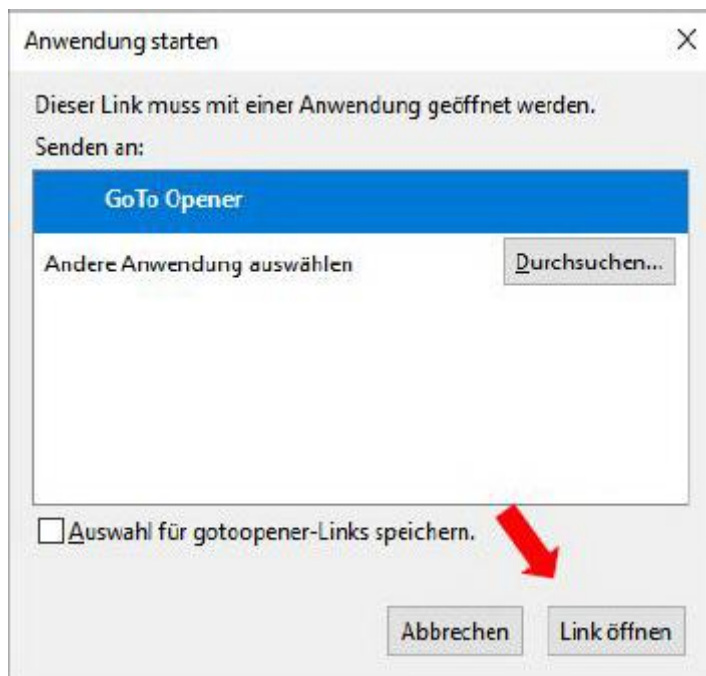 Anwendung starten
Dieser Link muss mit einer Anwendung geöffnet werden.
Senden an:
GoTo Opener
Andere Anwendung auswählen
Durchsuchen...
Auswahl für gotoopener-Links speichern.
Abbrechen
Link öffnen